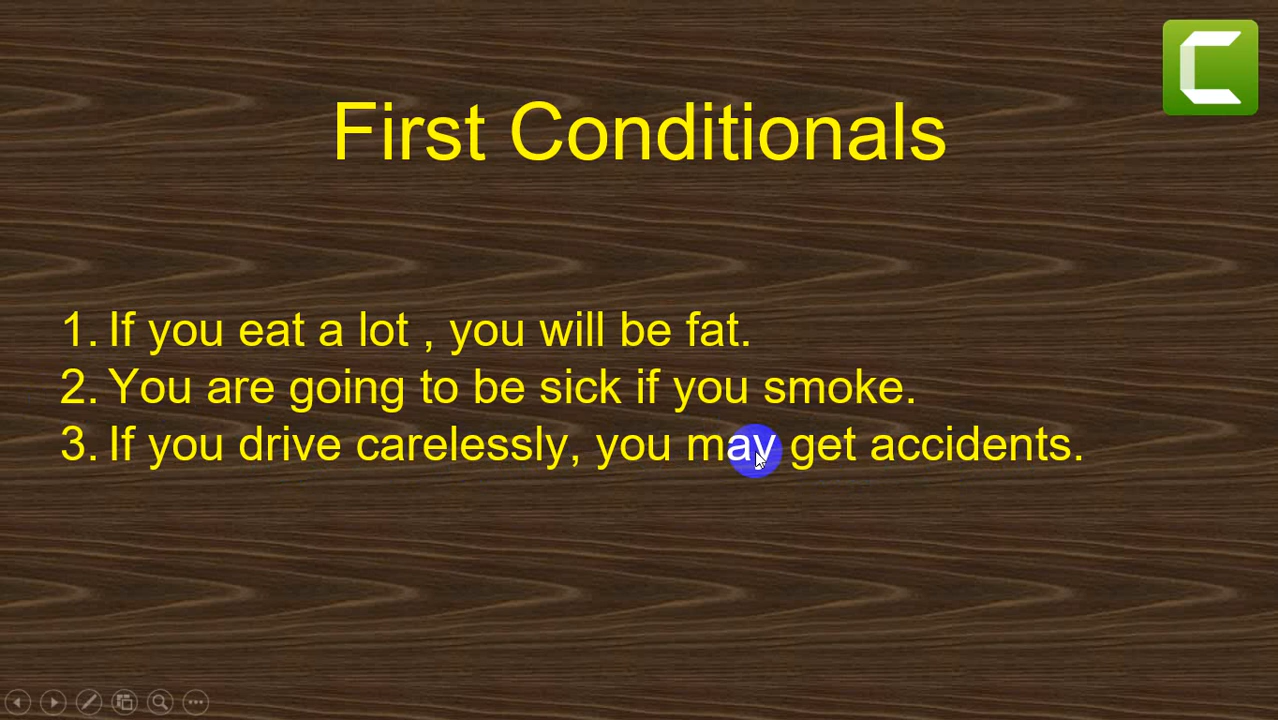 First Conditionals
1. If you eat a lot , you will be fat.
2. You are going to be sick if you smoke.
3. If you drive carelessly, you may get accidents.